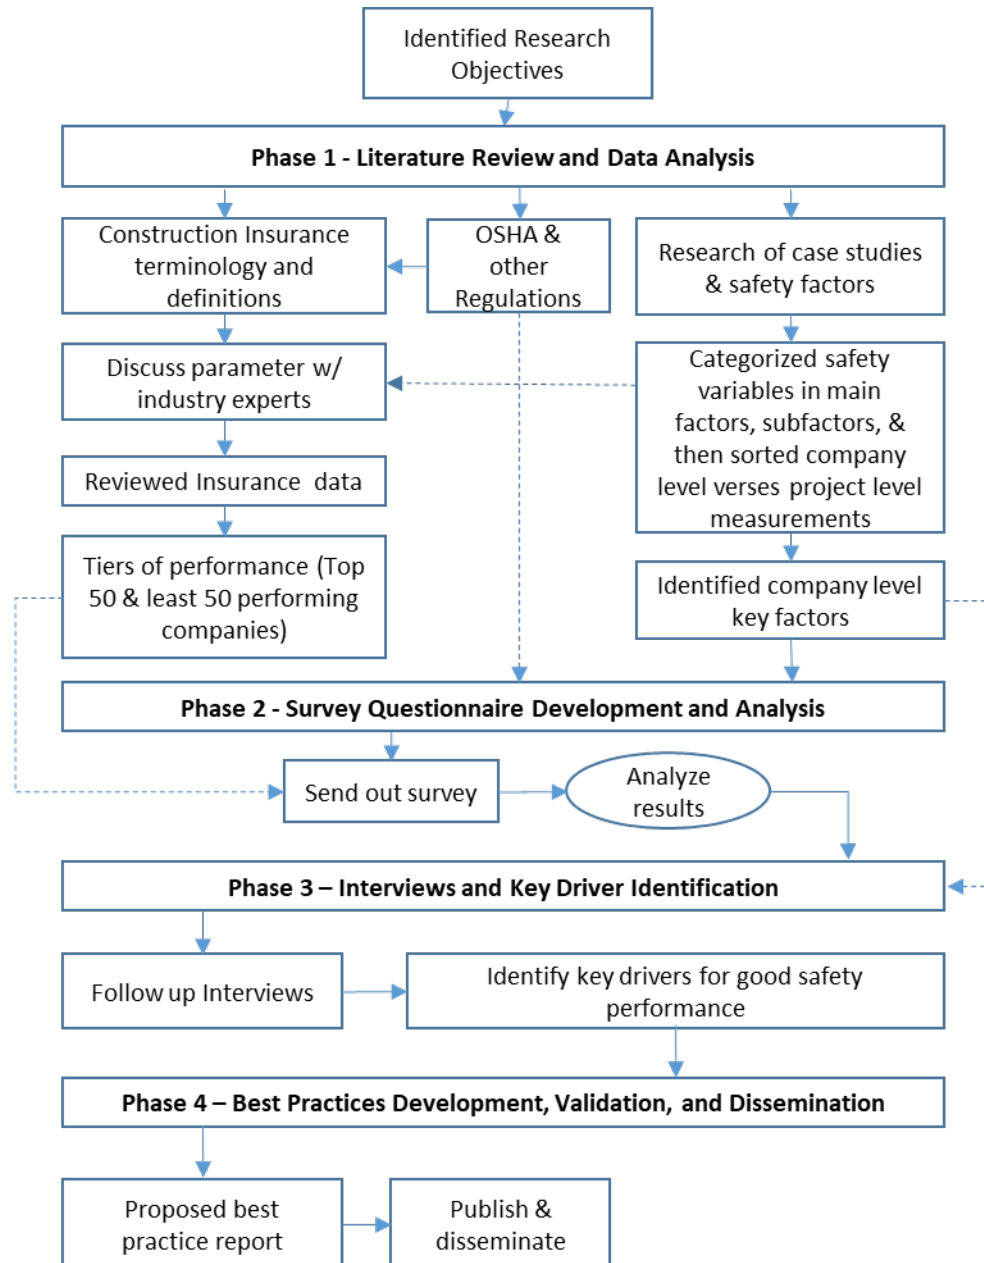 Identified Research
Objectives
Phase 1 - Literature Review and Data Analysis
Construction Insurance
terminology and
definitions
OSHA &
other
Regulations
Research of case studies
& safety factors
Discuss parameter w/
industry experts
Categorized safety
variables in main
factors, subfactors, &
then sorted company
level verses project level
measurements
Reviewed Insurance data
Tiers of performance (Top
50 & least 50 performing
companies)
Identified company level
key factors
Phase 2 - Survey Questionnaire Development and Analysis
Send out survey
Analyze
results
Phase 3 – Interviews and Key Driver Identification
Follow up Interviews
Identify key drivers for good safety
performance
Phase 4 – Best Practices Development, Validation, and Dissemination
Proposed best
practice report
Publish &
disseminate